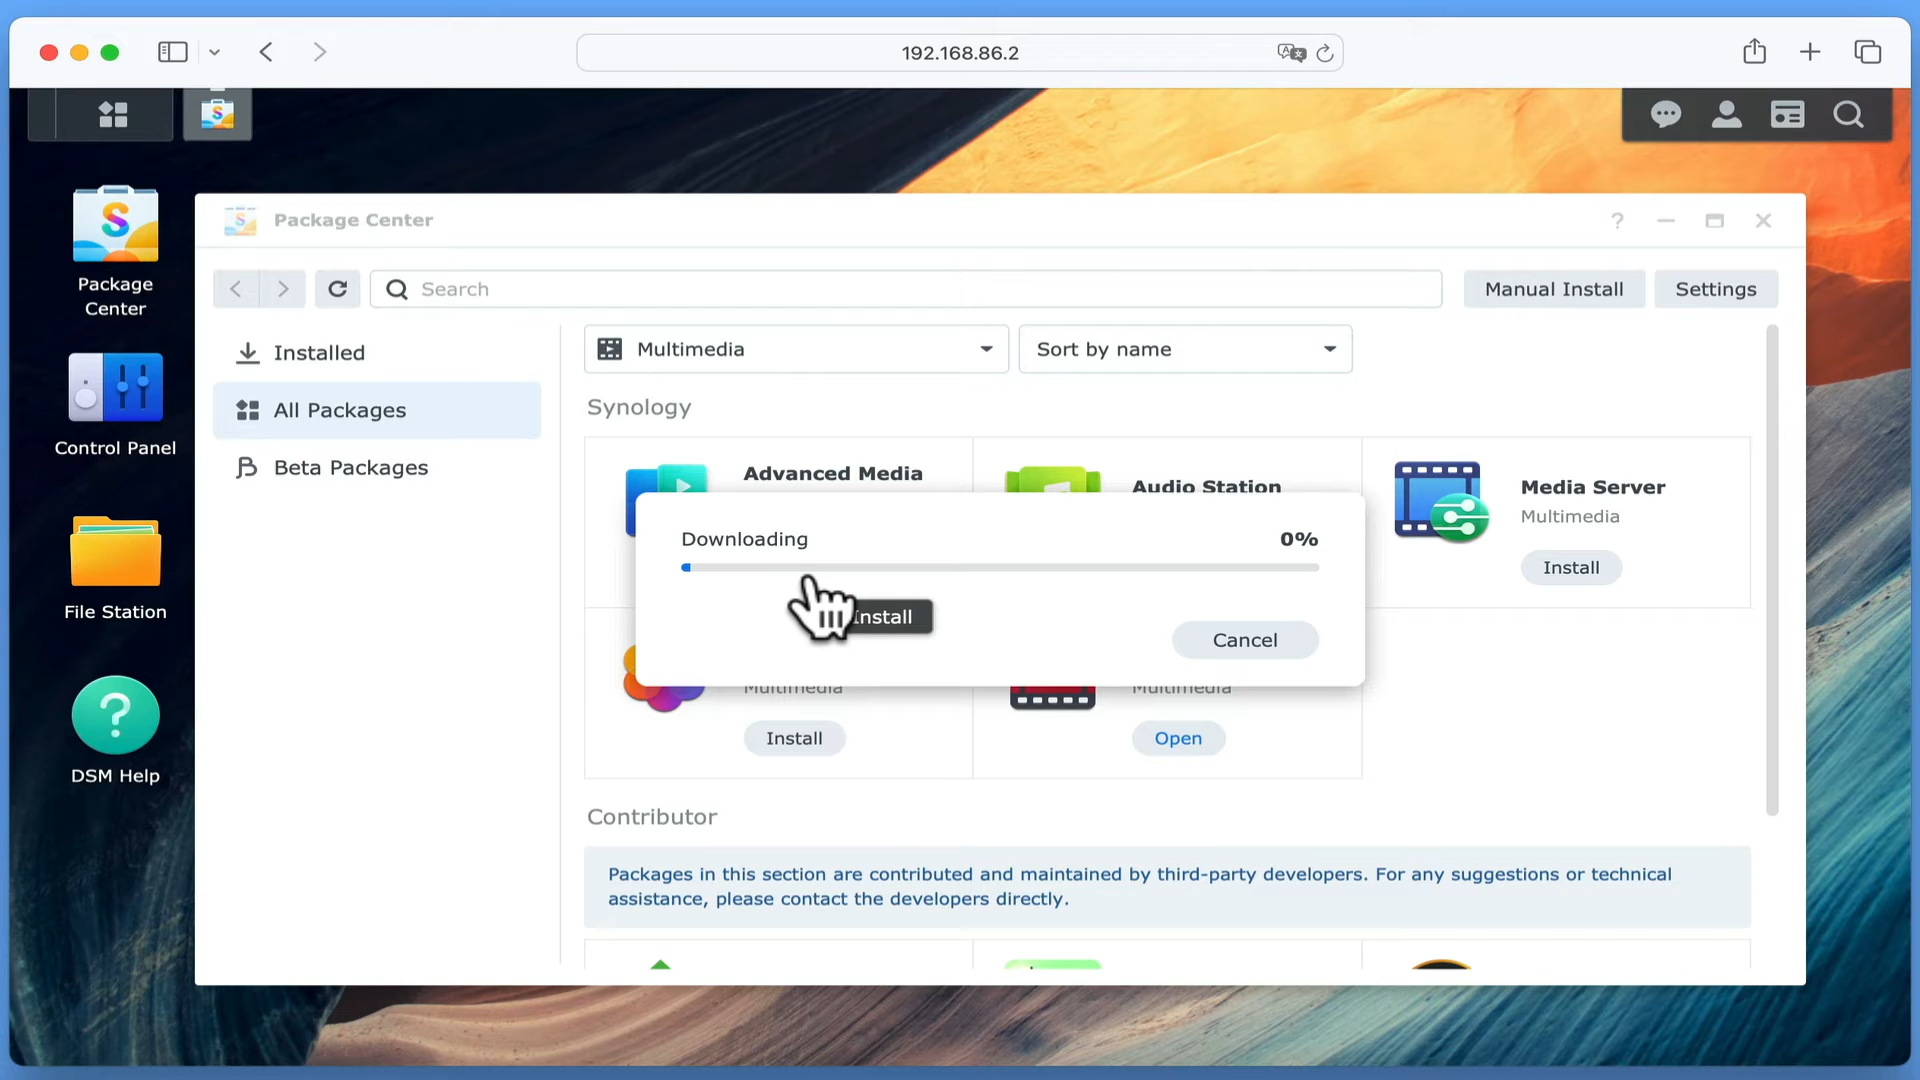 192.168.86.2
Package Center
Search
Manual Install
Settings
Package
Center
Control Panel
File Station
DSM Help
Installed
All Packages
Beta Packages
Multimedia
Sort by name
Synology
Advanced Media
Audio Station
Media Server
Multimedia
Install
Downloading
0%
Install
Cancel
Multimedia
Install
Multimedia
Open
Contributor
Packages in this section are contributed and maintained by third-party developers. For any suggestions or technical
assistance, please contact the developers directly.